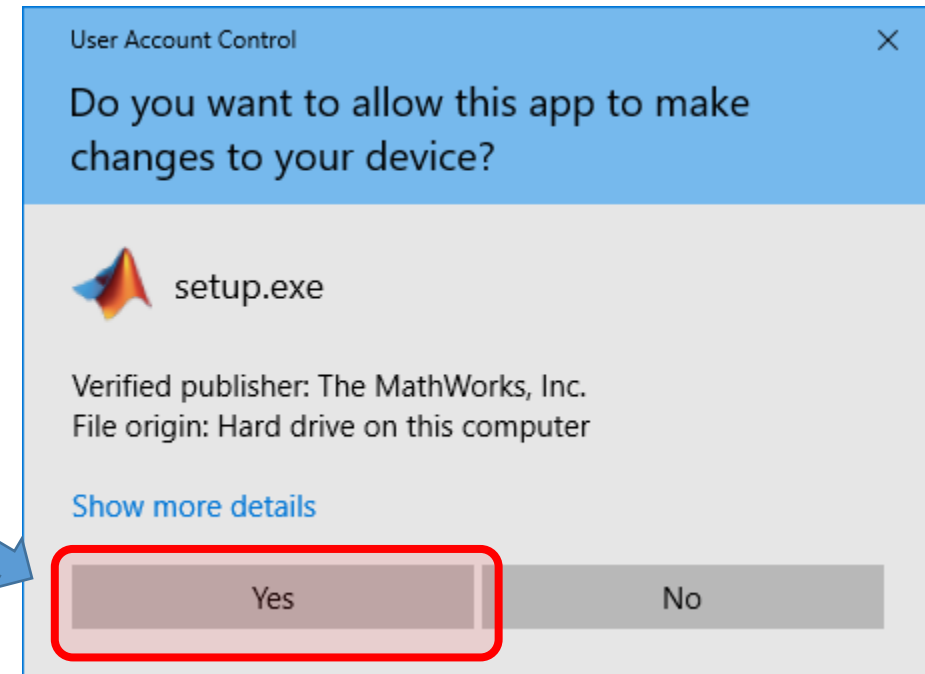 User Account Control
Do you want to allow this app to make
changes to your device?
setup.exe
Verified publisher: The MathWorks, Inc.
File origin: Hard drive on this computer
Show more details
Yes
No